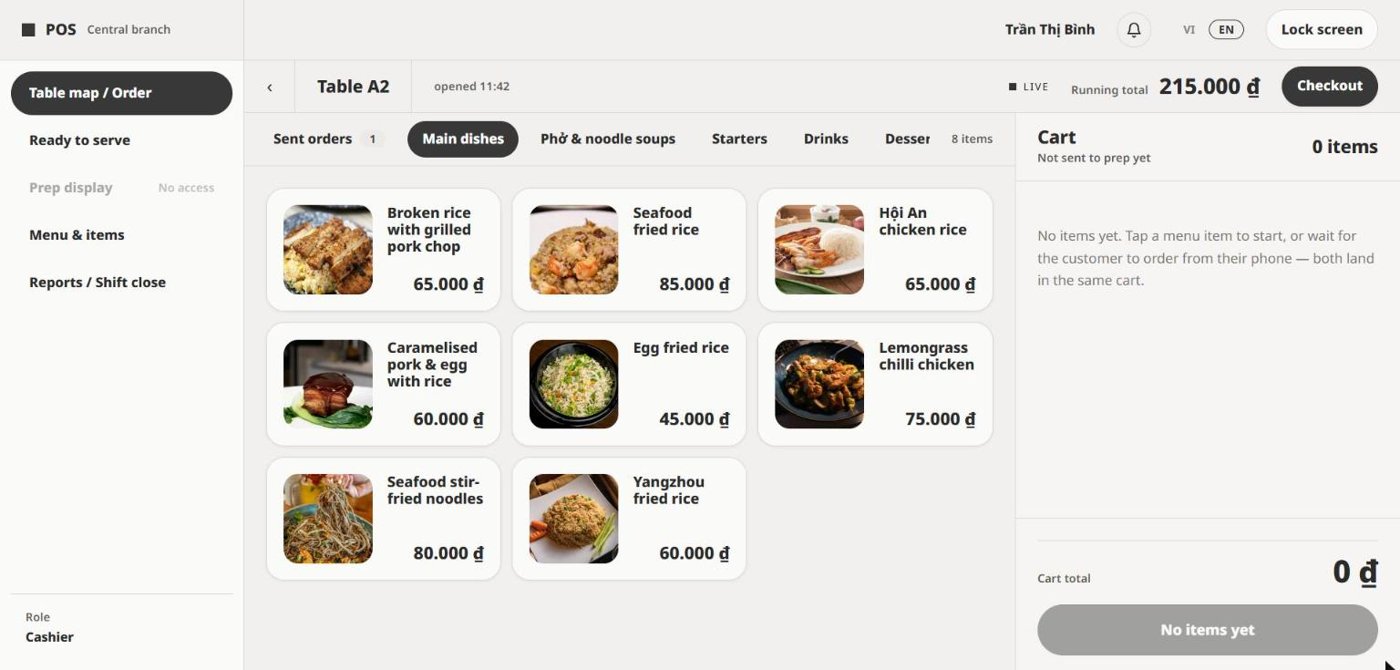 POS Central branch
Trần Thị Bình
VI EN
Lock screen
Table map / Order
Ready to serve
Prep display No access
Menu & items
Reports / Shift close
Role
Cashier
‹ Table A2 opened 11:42
LIVE Running total 215.000 ₫ Checkout
Sent orders 1 Main dishes Phở & noodle soups Starters Drinks Desser 8 items
Broken rice
with grilled
pork chop
65.000 ₫
Seafood
fried rice
85.000 ₫
Hội An
chicken rice
65.000 ₫
Caramelised
pork & egg
with rice
60.000 ₫
Egg fried rice
45.000 ₫
Lemongrass
chilli chicken
75.000 ₫
Seafood stir-
fried noodles
80.000 ₫
Yangzhou
fried rice
60.000 ₫
Cart
Not sent to prep yet
0 items
No items yet. Tap a menu item to start, or wait for
the customer to order from their phone — both land
in the same cart.
Cart total 0 ₫
No items yet